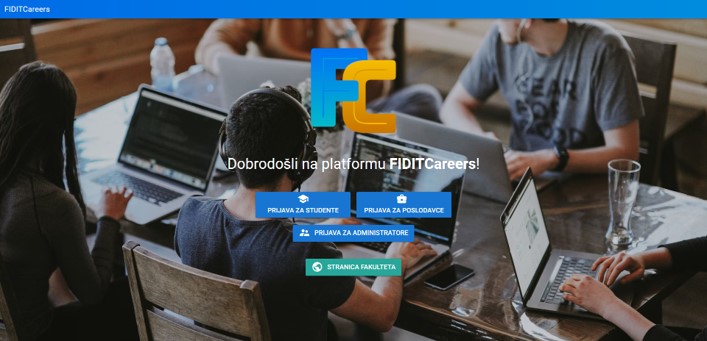 FIDITCareers
FC
Dobrodošli na platformu FIDITCareers!
PRIJAVA ZA STUDENTE
PRIJAVA ZA POSLODAVCE
PRIJAVA ZA ADMINISTRATORE
STRANICA FAKULTETA